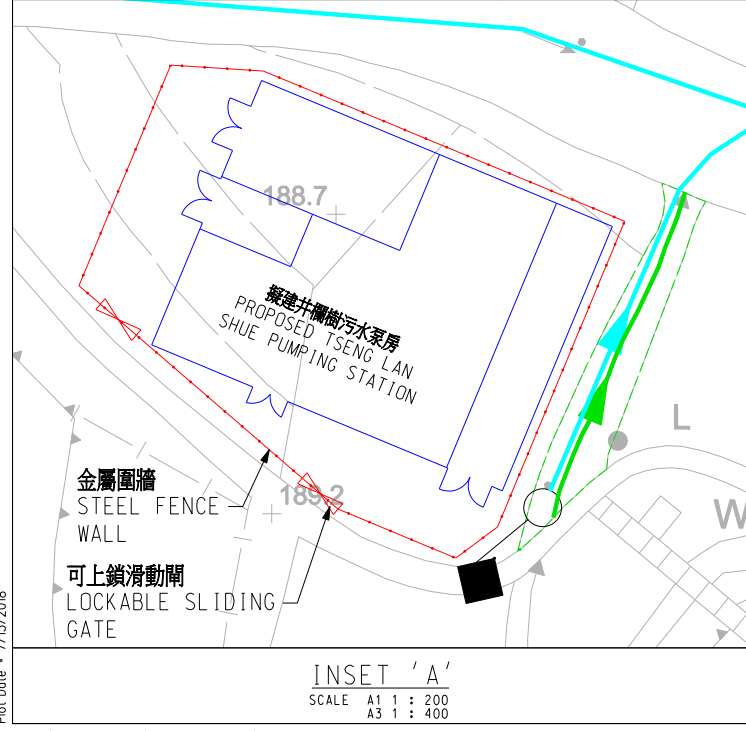 188.7
擬建井欄樹污水泵房
PROPOSED TSENG LAN
SHUE PUMPING STATION
L
金屬圍牆
STEEL FENCE
WALL
189.2
W
可上鎖滑動閘
LOCKABLE SLIDING
GATE
Plot Date • 7/13/2018
INSET 'A'
SCALE A1 1 : 200
A3 1 : 400